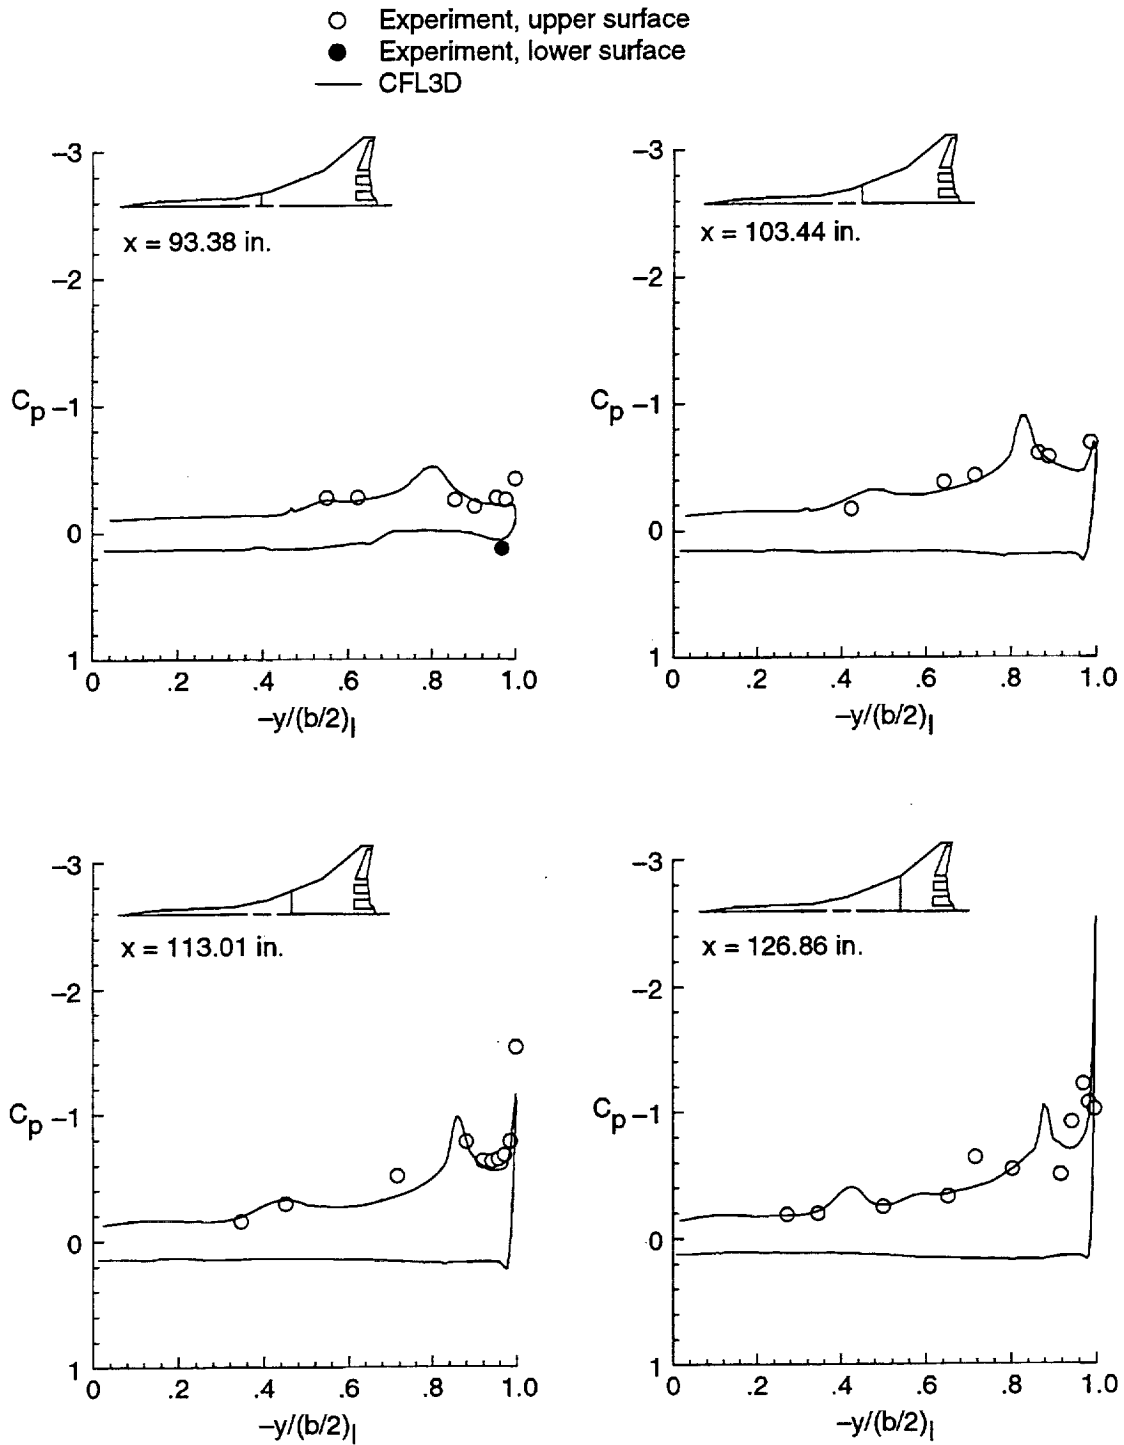 Experiment, upper surface
Experiment, lower surface
CFL3D
–3
x = 93.38 in.
–2
Cp –1
0
1
0 .2 .4 .6 .8 1.0
–y/(b/2)l
–3
x = 103.44 in.
–2
Cp –1
0
1
0 .2 .4 .6 .8 1.0
–y/(b/2)l
–3
x = 113.01 in.
–2
Cp –1
0
1
0 .2 .4 .6 .8 1.0
–y/(b/2)l
–3
x = 126.86 in.
–2
Cp –1
0
1
0 .2 .4 .6 .8 1.0
–y/(b/2)l